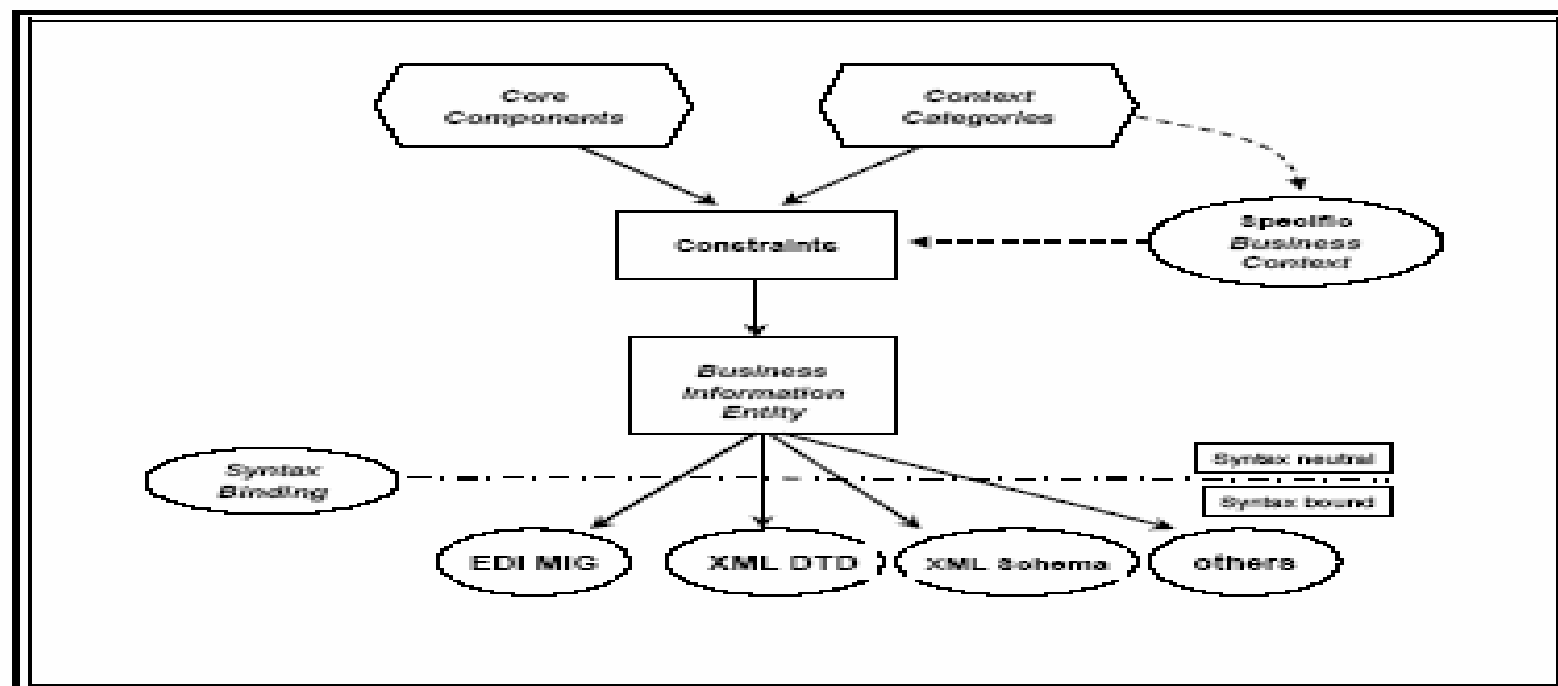 Core
Components
Context
Categories
Specific
Business
Context
Constraints
Business
Information
Entity
Syntax
Binding
Syntax neutral
Syntax bound
EDI MIG
XML DTD
XML Schema
others